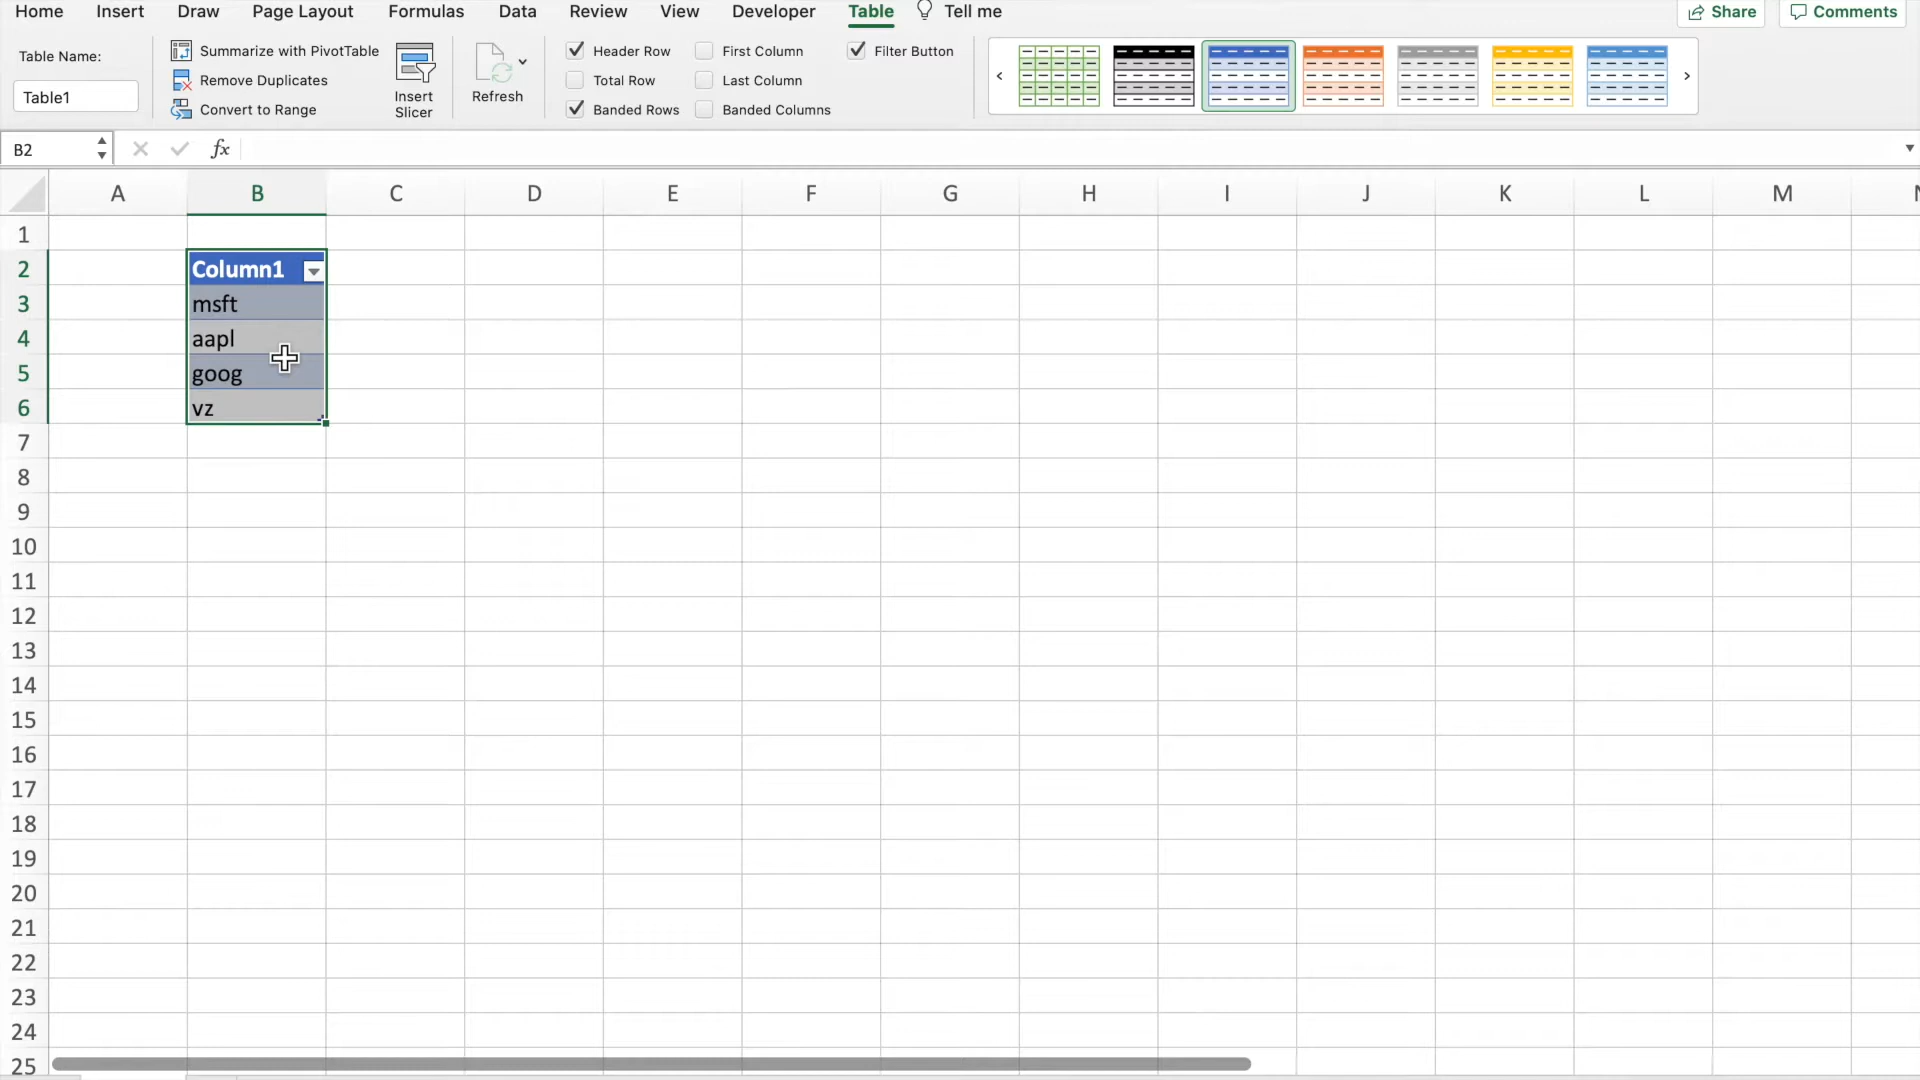 Home Insert Draw Page Layout Formulas Data Review View Developer Table Tell me Share Comments
Table Name:
Table1
Summarize with PivotTable
Remove Duplicates
Convert to Range
Insert
Slicer
Refresh
Header Row First Column Filter Button
Total Row Last Column
Banded Rows Banded Columns
B2 fx
A B C D E F G H I J K L M
1
2 Column1
3 msft
4 aapl
5 goog
6 vz
7
8
9
10
11
12
13
14
15
16
17
18
19
20
21
22
23
24
25